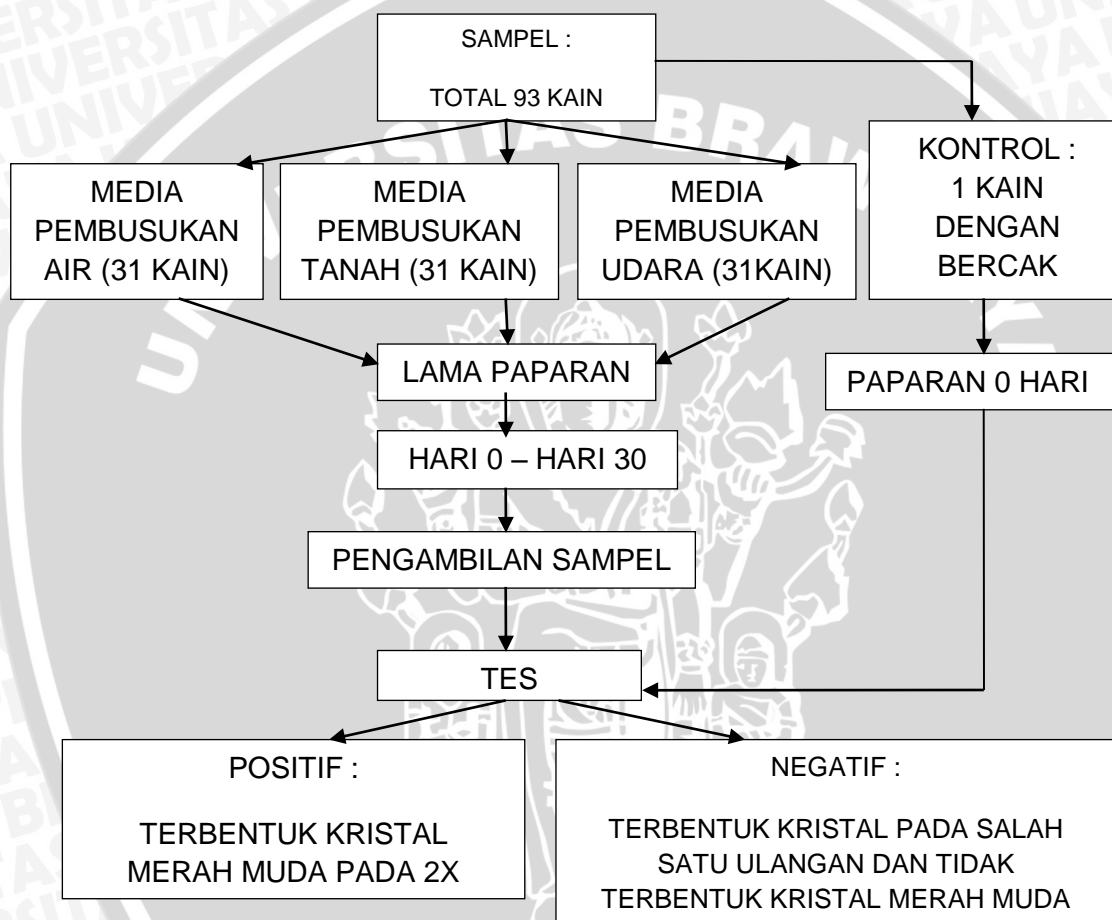 SAMPEL :
TOTAL 93 KAIN
MEDIA
PEMBUSUKAN
AIR (31 KAIN)
MEDIA
PEMBUSUKAN
TANAH (31 KAIN)
MEDIA
PEMBUSUKAN
UDARA (31KAIN)
KONTROL :
1 KAIN
DENGAN
BERCAK
LAMA PAPARAN
PAPARAN 0 HARI
HARI 0 – HARI 30
PENGAMBILAN SAMPEL
TES
POSITIF :
TERBENTUK KRISTAL
MERAH MUDA PADA 2X
NEGATIF :
TERBENTUK KRISTAL PADA SALAH
SATU ULANGAN DAN TIDAK
TERBENTUK KRISTAL MERAH MUDA